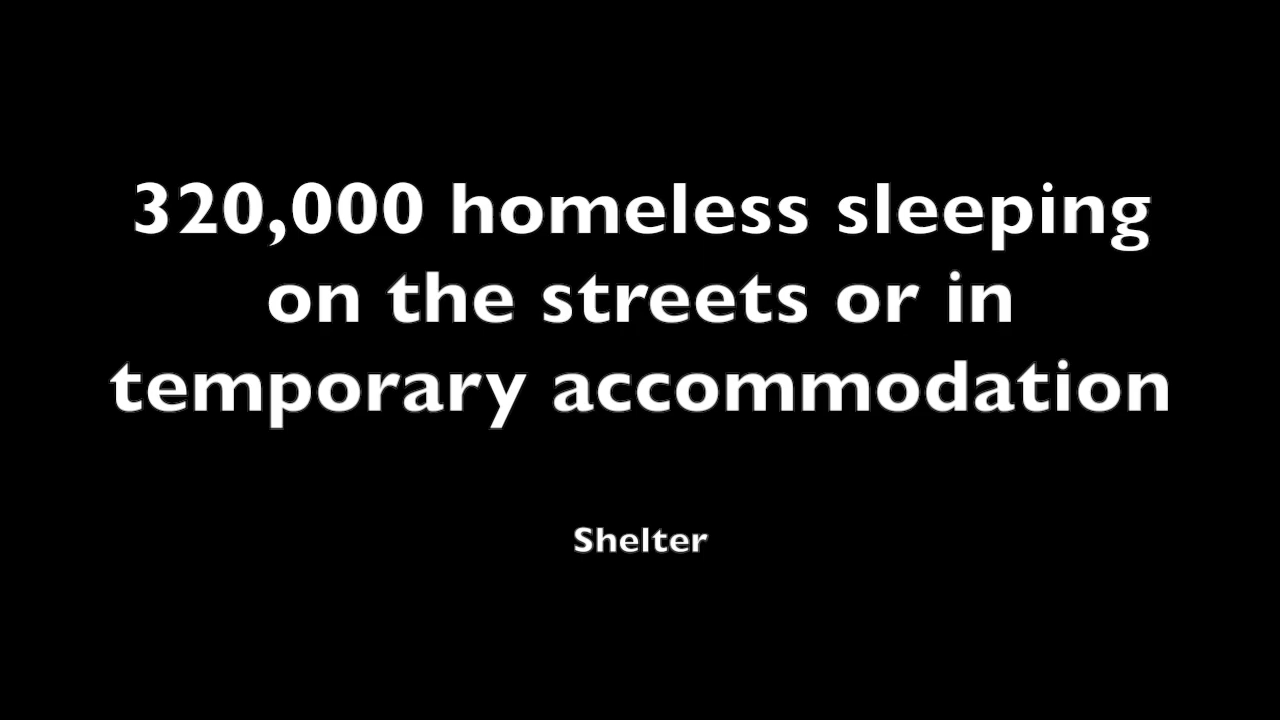 320,000 homeless sleeping
on the streets or in
temporary accommodation
Shelter